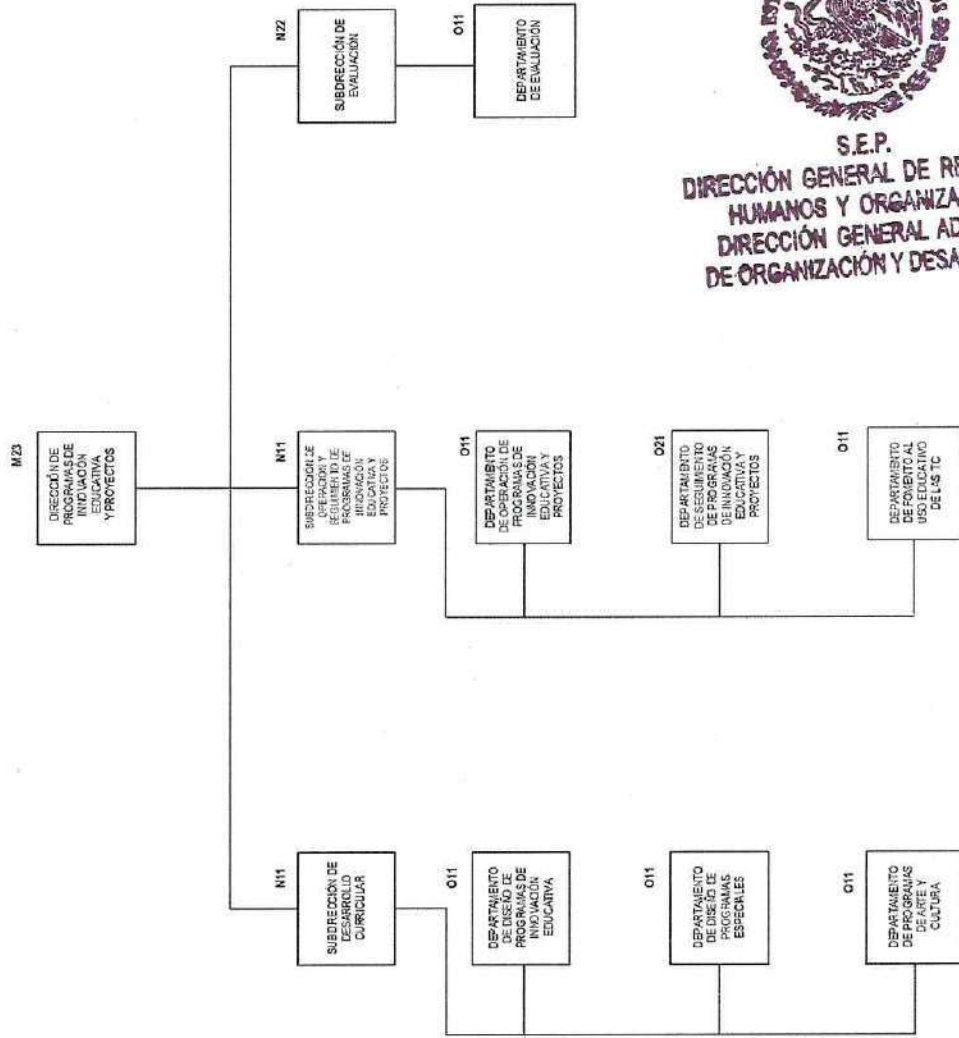 M23
DIRECCIÓN DE
PROGRAMAS DE
INNOVACIÓN
EDUCATIVA
Y PROYECTOS
N11
SUBDIRECCIÓN DE
DESARROLLO
CURRICULAR
O11
DEPARTAMENTO
DE DISEÑO DE
PROGRAMAS DE
INNOVACIÓN
EDUCATIVA
O11
DEPARTAMENTO
DE DISEÑO DE
PROGRAMAS
ESPECIALES
O11
DEPARTAMENTO
DE PROGRAMAS
DE ARTE Y
CULTURA
N11
SUBDIRECCIÓN DE
OPERACIÓN Y
SEGUIMIENTO DE
PROGRAMAS DE
INNOVACIÓN
EDUCATIVA Y
PROYECTOS
O11
DEPARTAMENTO
DE OPERACIÓN DE
PROGRAMAS DE
INNOVACIÓN
EDUCATIVA Y
PROYECTOS
O21
DEPARTAMENTO
DE SEGUIMIENTO
DE PROGRAMAS
DE INNOVACIÓN
EDUCATIVA Y
PROYECTOS
O11
DEPARTAMENTO
DE FOMENTO AL
USO EDUCATIVO
DE LAS TC
N22
SUBDIRECCIÓN DE
EVALUACIÓN
O11
DEPARTAMENTO
DE EVALUACIÓN
S.E.P.
DIRECCIÓN GENERAL DE RE
HUMANOS Y ORGANIZA
DIRECCIÓN GENERAL AD
DE ORGANIZACIÓN Y DESA